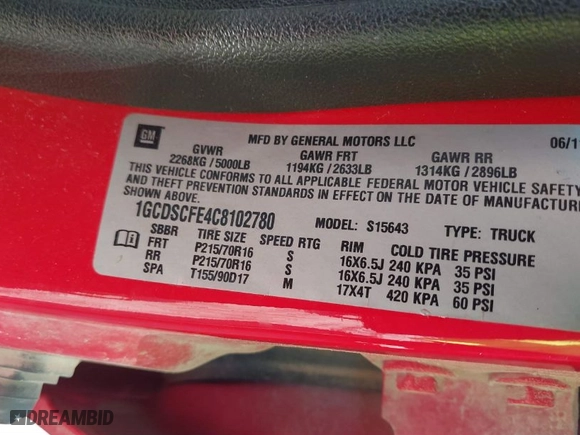 GM
MFD BY GENERAL MOTORS LLC
06/1
GVWR GAWR FRT GAWR RR
2268KG / 5000LB 1194KG / 2633LB 1314KG / 2896LB
THIS VEHICLE CONFORMS TO ALL APPLICABLE FEDERAL MOTOR VEHICLE SAFETY
AND THEFT PREVENTION STANDARDS IN EFFECT ON THE DATE OF MANUFACTURE
SHOWN ABOVE.
1GCDSCFE4C8102780 MODEL: S15643 TYPE: TRUCK
SBBR TIRE SIZE SPEED RTG RIM COLD TIRE PRESSURE
FRT P215/70R16 S 16X6.5J 240 KPA 35 PSI
RR P215/70R16 S 16X6.5J 240 KPA 35 PSI
SPA T155/90D17 M 17X4T 420 KPA 60 PSI
DREAMBID